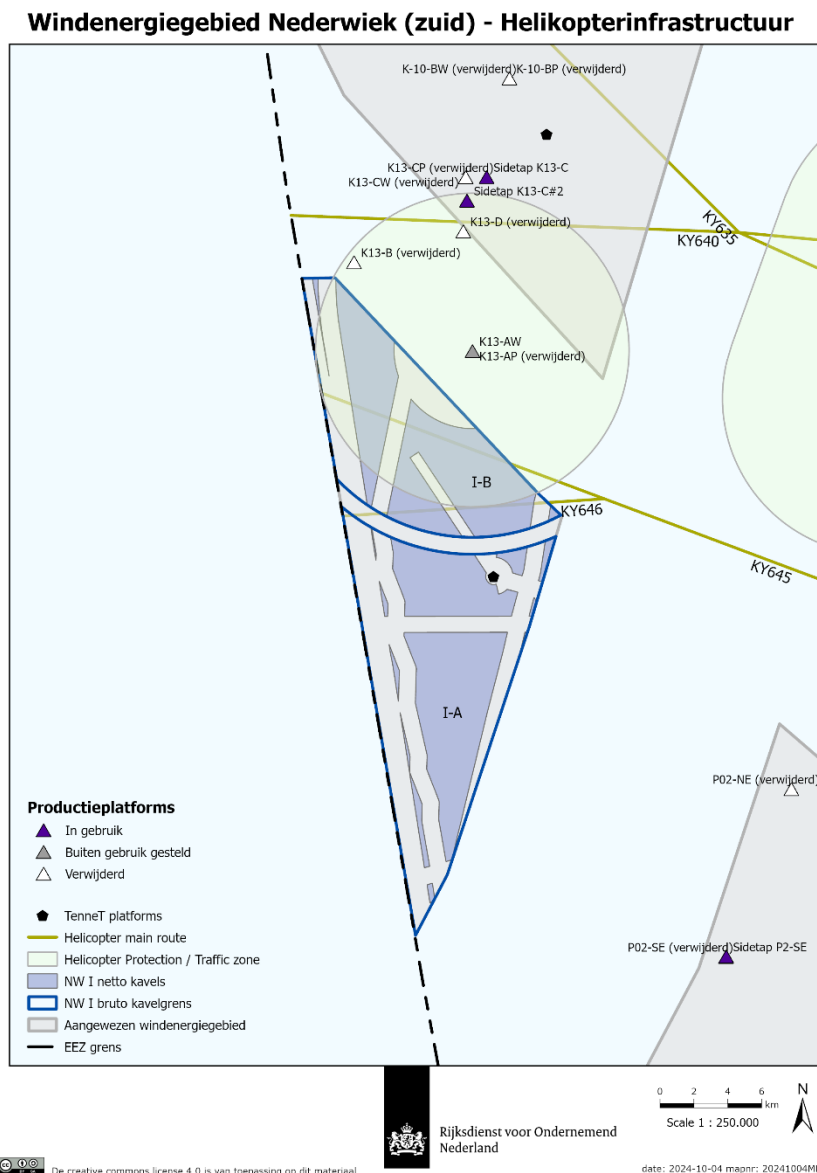 Windenergiegebied Nederwiek (zuid) - Helikopterinfrastructuur
K-10-BW (verwijderd)K-10-BP (verwijderd)
K13-CP (verwijderd)Sidetap K13-C
K13-CW (verwijderd)
Sidetap K13-C#2
K13-D (verwijderd)
KY635
KY640
K13-B (verwijderd)
K13-AW
K13-AP (verwijderd)
I-B
KY646
KY645
I-A
P02-NE (verwijderd)
P02-SE (verwijderd)Sidetap P2-SE
Productieplatforms
In gebruik
Buiten gebruik gesteld
Verwijderd
TenneT platforms
Helicopter main route
Helicopter Protection / Traffic zone
NW I netto kavels
NW I bruto kavelgrens
Aangewezen windenergiegebied
EEZ grens
0 2 4 6
km
Scale 1 : 250.000
N
Rijksdienst voor Ondernemend
Nederland
cc
De creative commons license 4.0 is van toepassing op dit materiaal
date: 2024-10-04 mapnr: 20241004M